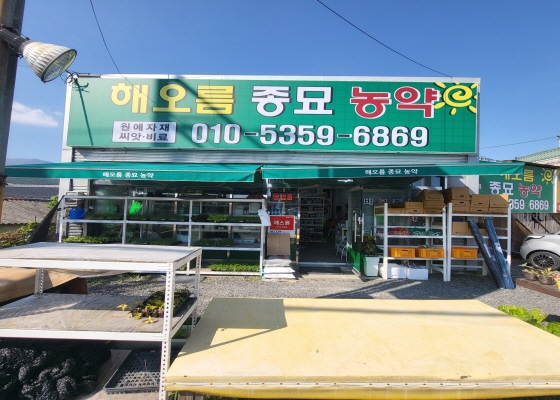 해오름 종묘 농약
원예자재
씨앗·비료
010-5359-6869
해오름 종묘 농약
해오름 종묘 농약
해오름
종묘 농약
5359-6869